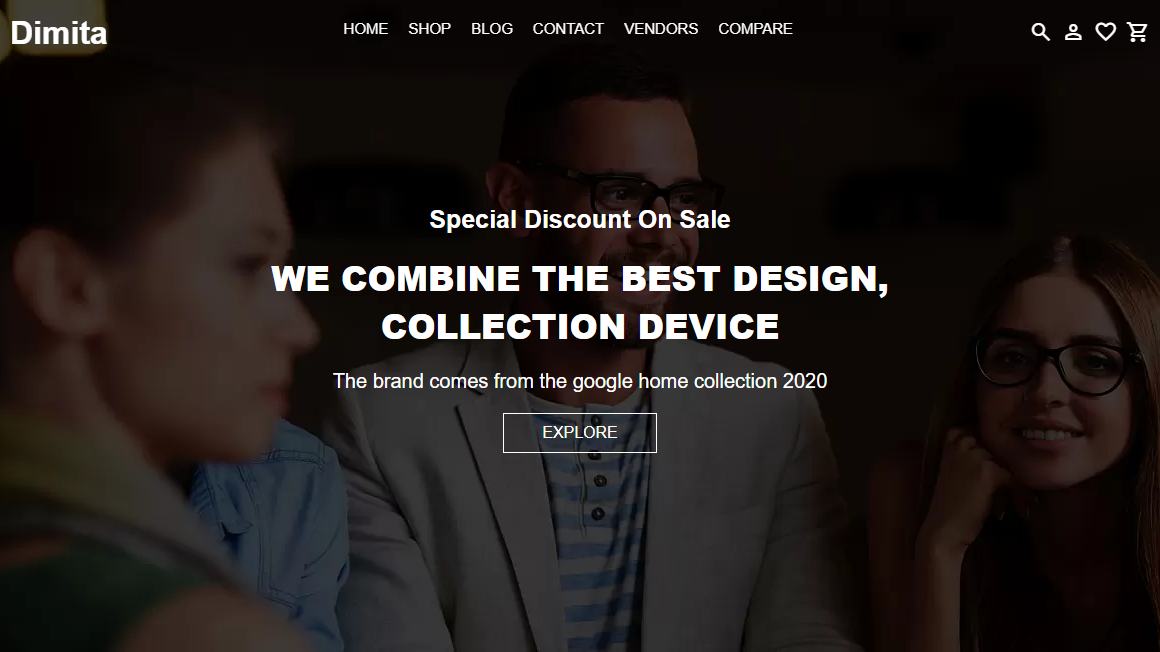 Dimita
HOME SHOP BLOG CONTACT VENDORS COMPARE
Special Discount On Sale
WE COMBINE THE BEST DESIGN,
COLLECTION DEVICE
The brand comes from the google home collection 2020
EXPLORE